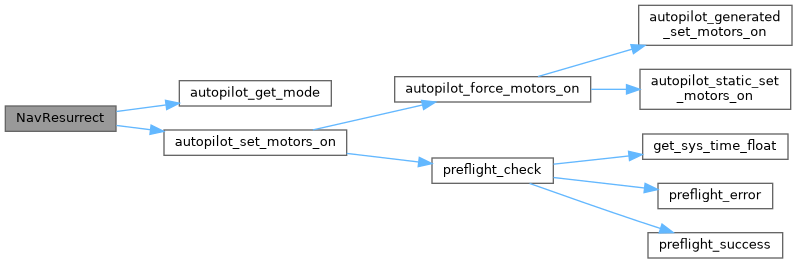 NavResurrect
autopilot_get_mode
autopilot_set_motors_on
autopilot_force_motors_on
autopilot_generated
_set_motors_on
autopilot_static_set
_motors_on
preflight_check
get_sys_time_float
preflight_error
preflight_success